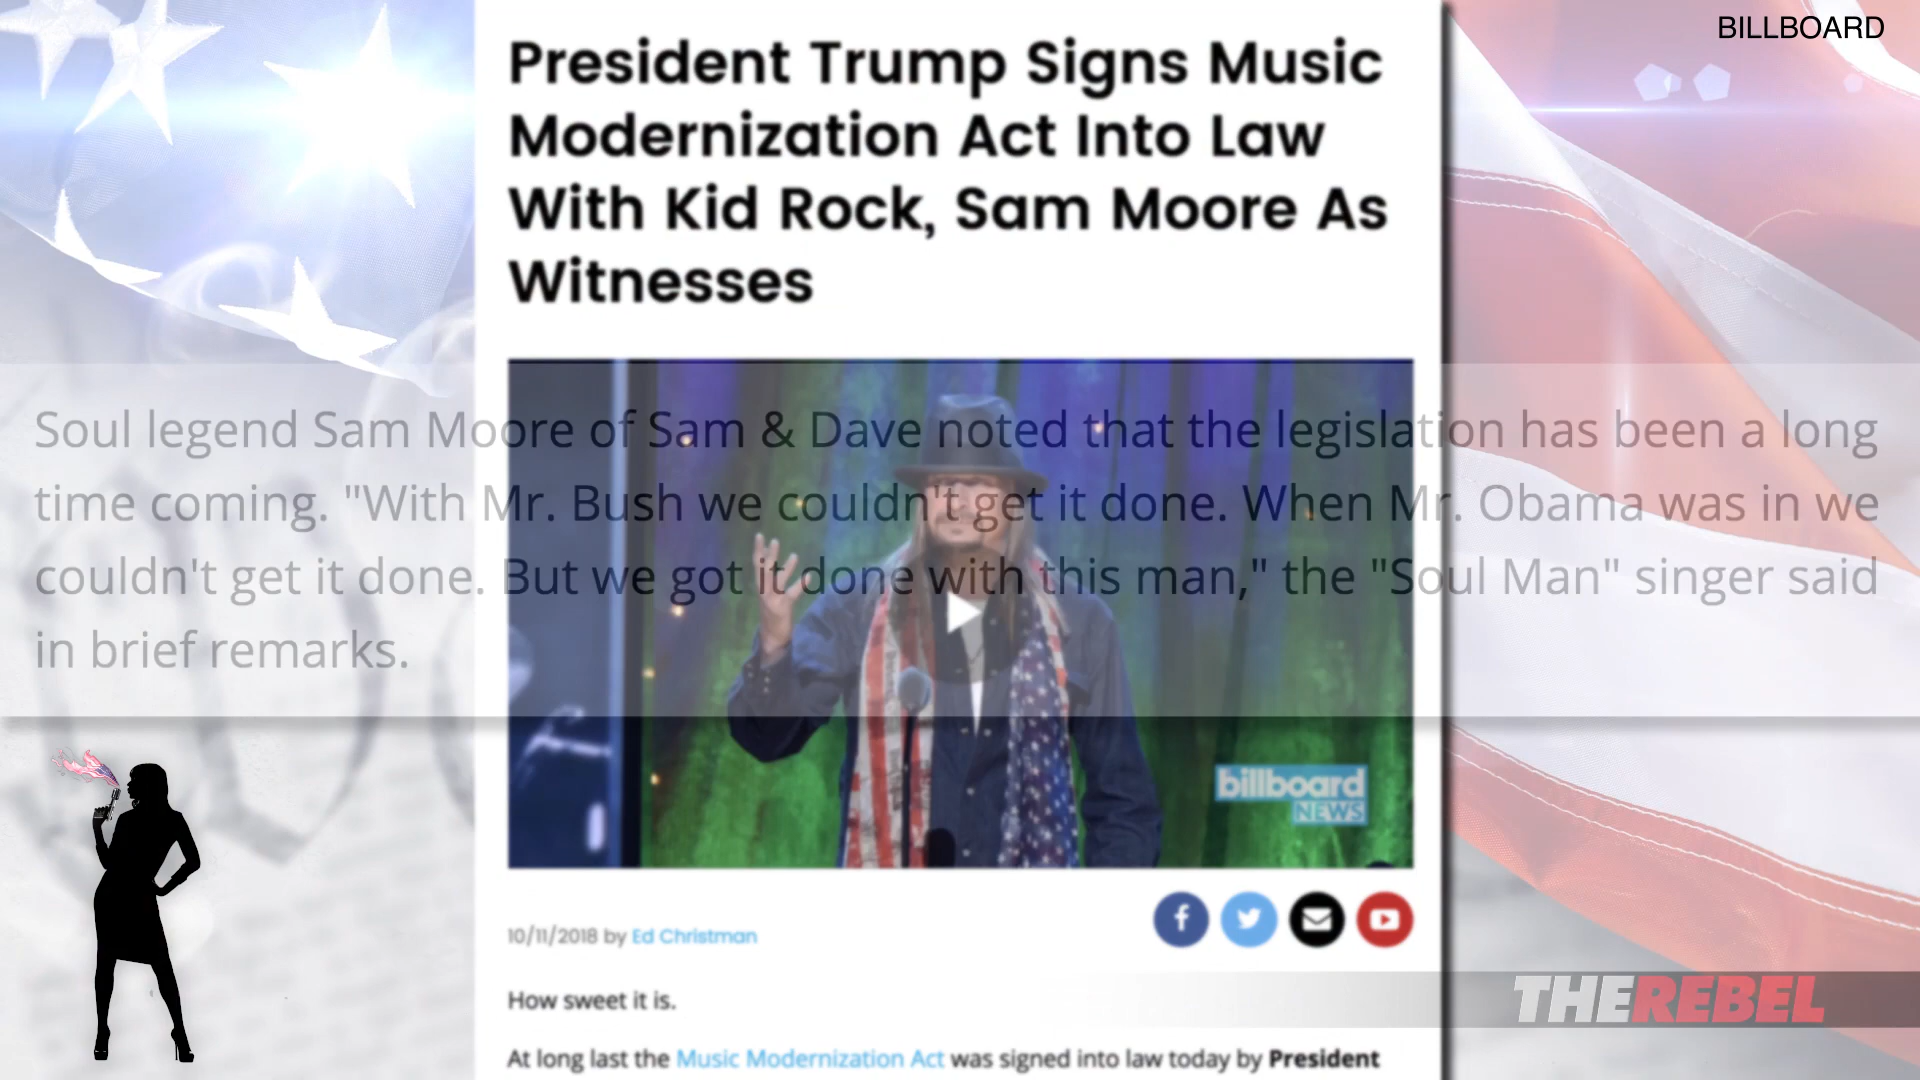 BILLBOARD
President Trump Signs Music
Modernization Act Into Law
With Kid Rock, Sam Moore As
Witnesses
Soul legend Sam Moore of Sam & Dave noted that the legislation has been a long
time coming. "With Mr. Bush we couldn't get it done. When Mr. Obama was in we
couldn't get it done. But we got it done with this man," the "Soul Man" singer said
in brief remarks.
billboard
NEWS
10/11/2018 by Ed Christman
How sweet it is.
THEREBEL
At long last the Music Modernization Act was signed into law today by President